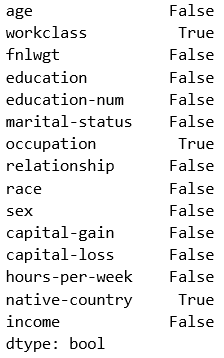 age False
workclass True
fnlwgt False
education False
education-num False
marital-status False
occupation True
relationship False
race False
sex False
capital-gain False
capital-loss False
hours-per-week False
native-country True
income False
dtype: bool